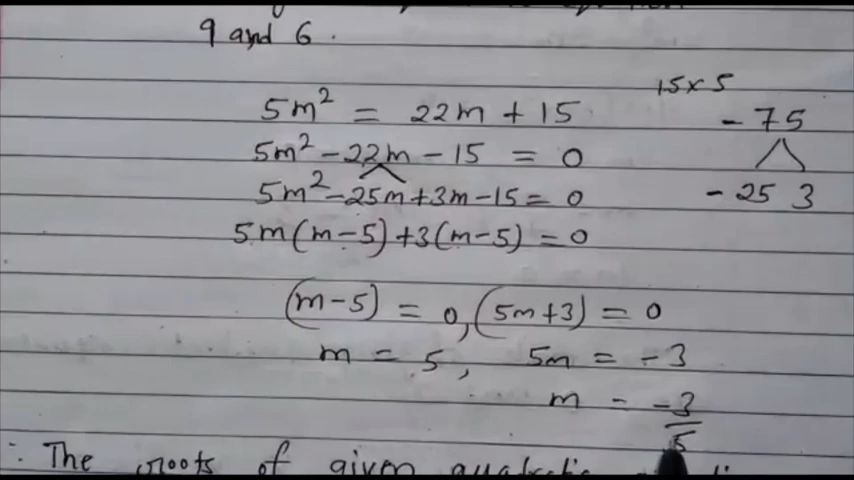 9 and 6.
15 x 5
5m² = 22m + 15
- 75
5m² - 22m - 15 = 0
5m² - 25m + 3m - 15 = 0
- 25 3
5m(m-5) + 3(m-5) = 0
(m-5) = 0, (5m+3) = 0
m = 5, 5m = -3
m = -3/5
∴ The roots of given quadratic